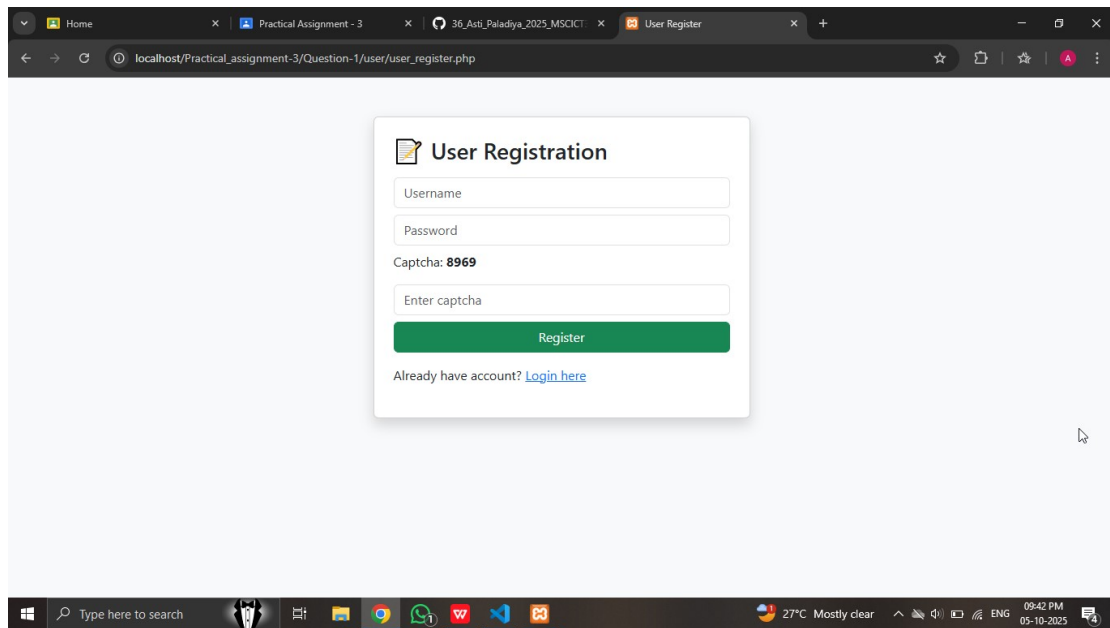 Home
Practical Assignment - 3
36_Asti_Paladiya_2025_MSCICT
User Register
localhost/Practical_assignment-3/Question-1/user/user_register.php
A
User Registration
Username
Password
Captcha: 8969
Enter captcha
Register
Already have account? Login here
Type here to search
1
W
27°C Mostly clear
ENG
09:42 PM
05-10-2025
4